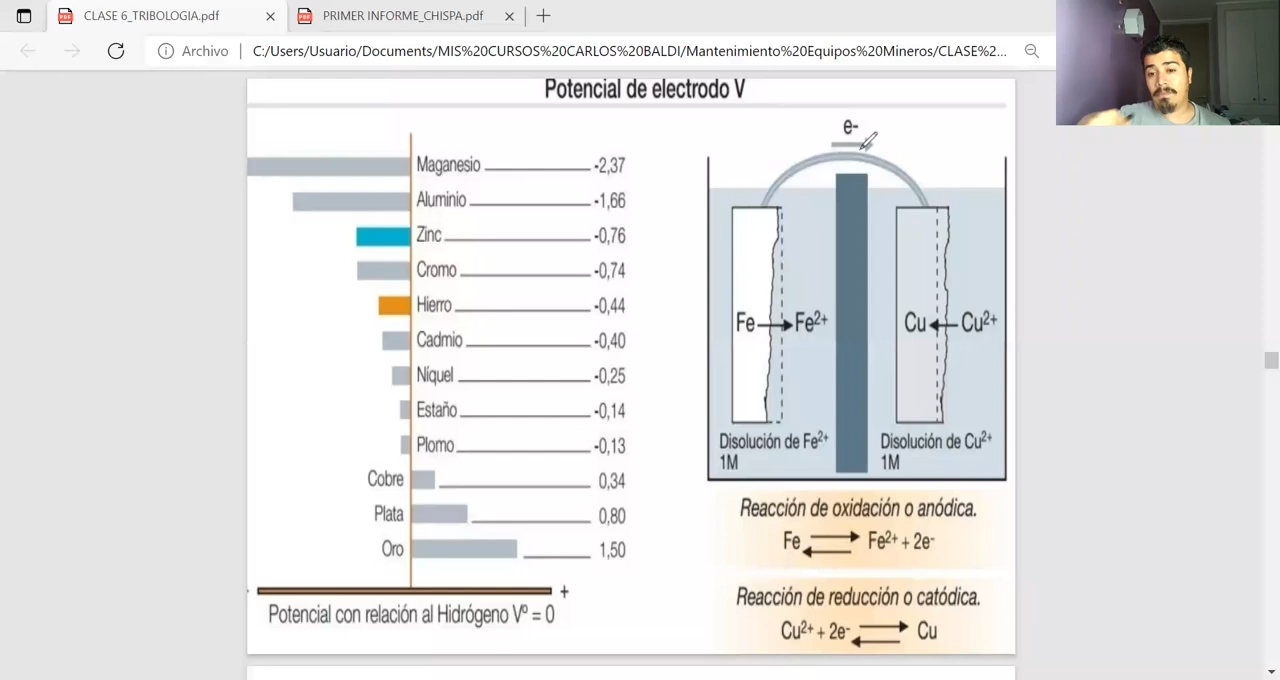 CLASE 6_TRIBOLOGIA.pdf
PRIMER INFORME_CHISPA.pdf
Archivo
C:/Users/Usuario/Documents/MIS%20CURSOS%20CARLOS%20BALDI/Mantenimiento%20Equipos%20Mineros/CLASE%2...
Potencial de electrodo V
Maganesio -2,37
Aluminio -1,66
Zinc -0,76
Cromo -0,74
Hierro -0,44
Cadmio -0,40
Níquel -0,25
Estaño -0,14
Plomo -0,13
Cobre 0,34
Plata 0,80
Oro 1,50
- +
Potencial con relación al Hidrógeno Vº = 0
e-
Fe Fe2+
Cu Cu2+
Disolución de Fe2+
1M
Disolución de Cu2+
1M
Reacción de oxidación o anódica.
Fe ⇌ Fe2+ + 2e-
Reacción de reducción o catódica.
Cu2+ + 2e- ⇌ Cu